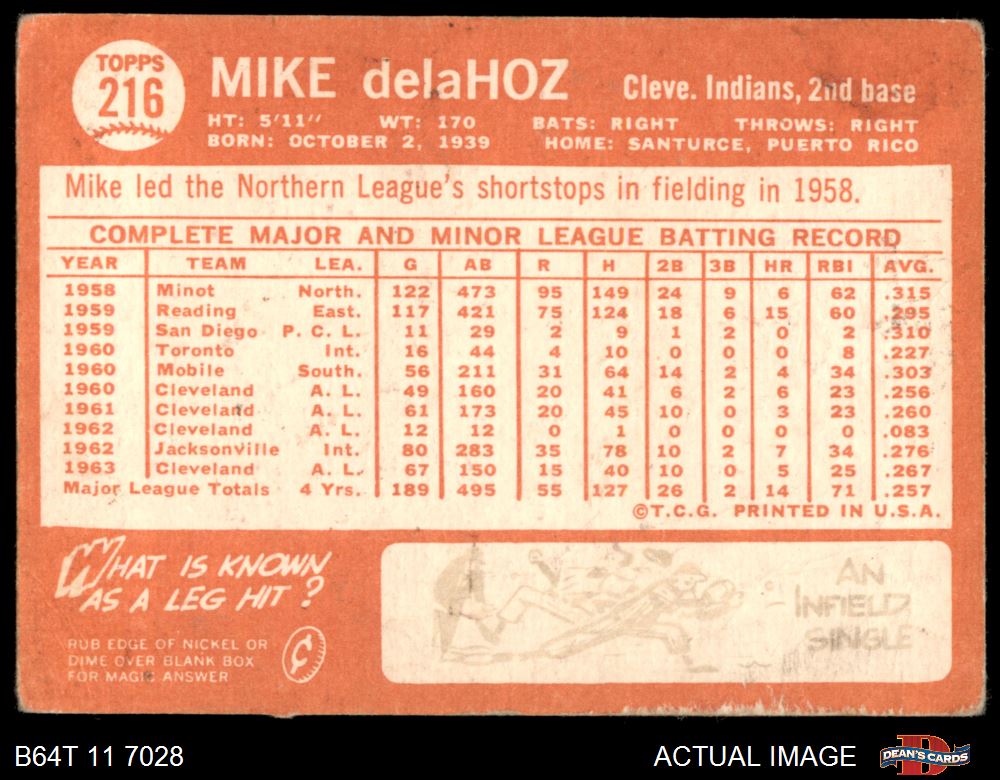 TOPPS
216
MIKE delaHOZ
Cleve. Indians, 2nd base
HT: 5'11" WT: 170 BATS: RIGHT THROWS: RIGHT
BORN: OCTOBER 2, 1939 HOME: SANTURCE, PUERTO RICO
Mike led the Northern League's shortstops in fielding in 1958.
COMPLETE MAJOR AND MINOR LEAGUE BATTING RECORD
YEAR TEAM LEA. G AB R H 2B 3B HR RBI AVG.
1958 Minot North. 122 473 95 149 24 9 6 62 .315
1959 Reading East. 117 421 75 124 18 6 15 60 .295
1959 San Diego P. C. L. 11 29 2 9 1 2 0 2 .310
1960 Toronto Int. 16 44 4 10 0 0 0 8 .227
1960 Mobile South. 56 211 31 64 14 2 4 34 .303
1960 Cleveland A. L. 49 160 20 41 6 2 6 23 .256
1961 Cleveland A. L. 61 173 20 45 10 0 3 23 .260
1962 Cleveland A. L. 12 12 0 1 0 0 0 0 .083
1962 Jacksonville Int. 80 283 35 78 10 2 7 34 .276
1963 Cleveland A. L. 67 150 15 40 10 0 5 25 .267
Major League Totals 4 Yrs. 189 495 55 127 26 2 14 71 .257
©T.C.G. PRINTED IN U.S.A.
WHAT IS KNOWN
AS A LEG HIT?
RUB EDGE OF NICKEL OR
DIME OVER BLANK BOX
FOR MAGIC ANSWER
¢
AN
INFIELD
SINGLE
B64T 11 7028
ACTUAL IMAGE
DEAN'S CARDS